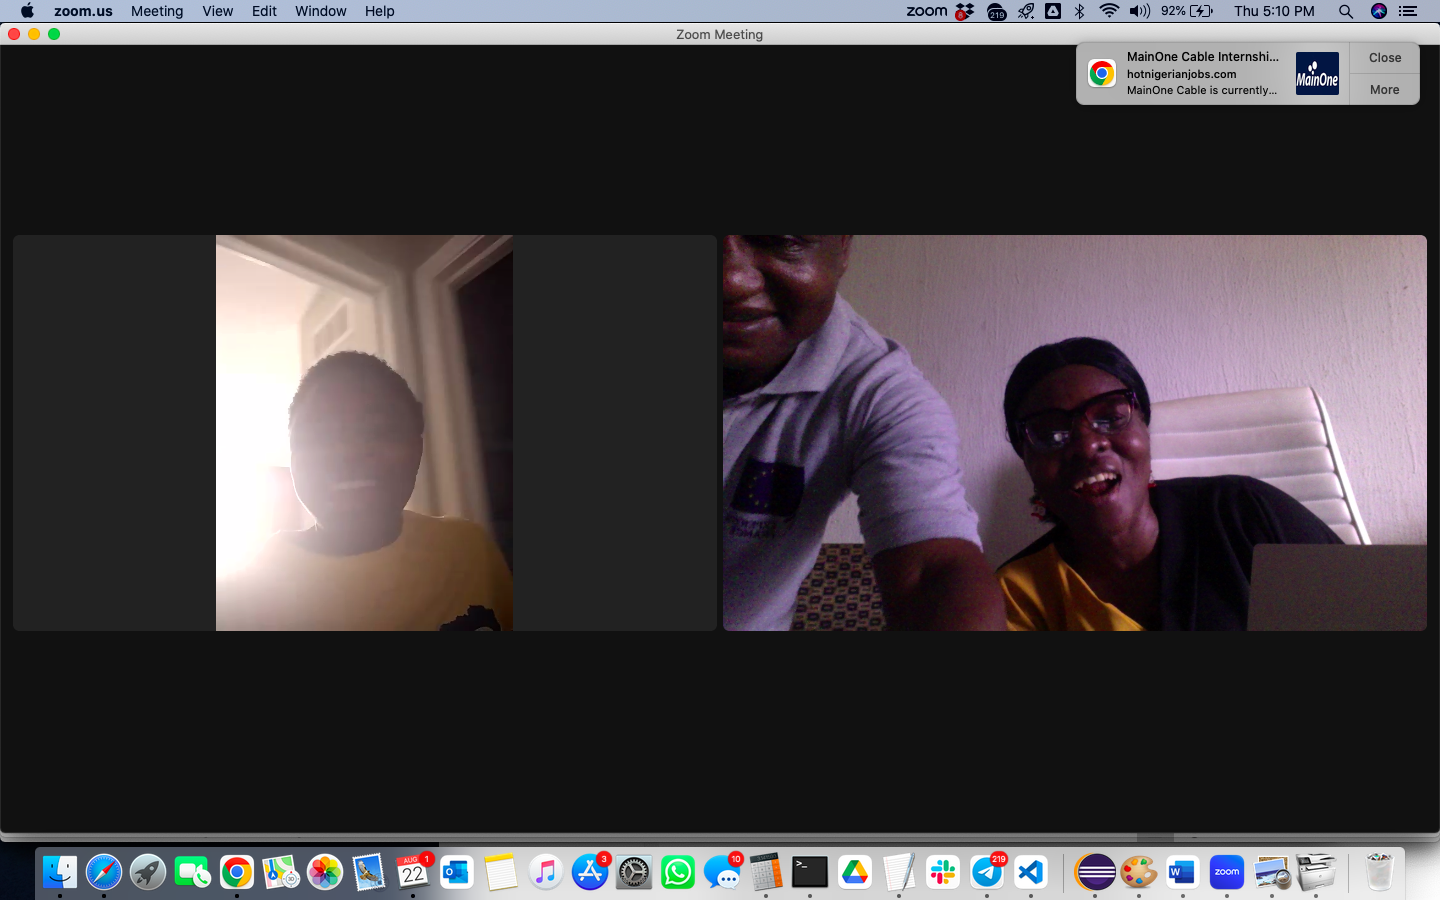 zoom.us Meeting View Edit Window Help
zoom 8 219 92% Thu 5:10 PM
Zoom Meeting
MainOne Cable Internshi...
hotnigerianjobs.com
MainOne Cable is currently...
MainOne
Close
More
AUG 22
1
3
10
219
zoom